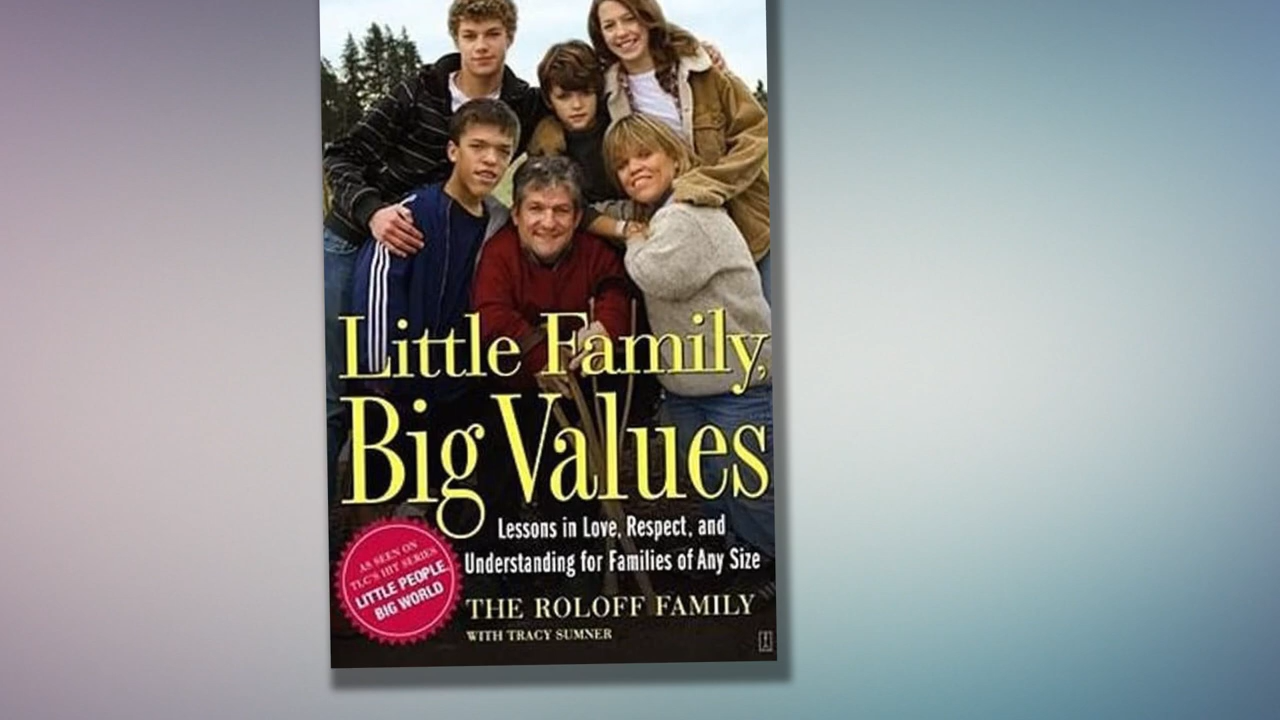 Little Family,
Big Values
Lessons in Love, Respect, and
Understanding for Families of Any Size
AS SEEN ON
TLC'S HIT SERIES
LITTLE PEOPLE
BIG WORLD
THE ROLOFF FAMILY
WITH TRACY SUMNER